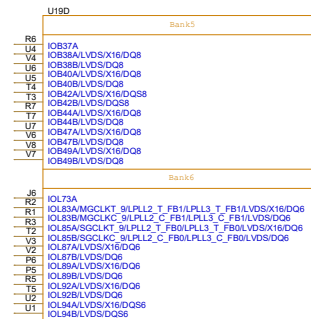 U19D
Bank5
R6 IOB37A
U4 IOB38A/LVDS/X16/DQ8
V4 IOB38B/LVDS/DQ8
U6 IOB40A/LVDS/X16/DQ8
U5 IOB40B/LVDS/DQ8
T4 IOB42A/LVDS/X16/DQS8
T3 IOB42B/LVDS/DQS8
R7 IOB44A/LVDS/X16/DQ8
T7 IOB44B/LVDS/DQ8
U7 IOB47A/LVDS/X16/DQ8
V6 IOB47B/LVDS/DQ8
V8 IOB49A/LVDS/X16/DQ8
V7 IOB49B/LVDS/DQ8
Bank6
J6 IOL73A
R2 IOL83A/MGCLKT_9/LPLL2_T_FB1/LPLL3_T_FB1/LVDS/X16/DQ6
R1 IOL83B/MGCLKC_9/LPLL2_C_FB1/LPLL3_C_FB1/LVDS/DQ6
R3 IOL85A/SGCLKT_9/LPLL2_T_FB0/LPLL3_T_FB0/LVDS/X16/DQ6
T2 IOL85B/SGCLKC_9/LPLL2_C_FB0/LPLL3_C_FB0/LVDS/DQ6
V3 IOL87A/LVDS/X16/DQ6
V2 IOL87B/LVDS/DQ6
P6 IOL89A/LVDS/X16/DQ6
P5 IOL89B/LVDS/DQ6
R5 IOL92A/LVDS/X16/DQ6
T5 IOL92B/LVDS/DQ6
U2 IOL94A/LVDS/X16/DQS6
U1 IOL94B/LVDS/DQS6